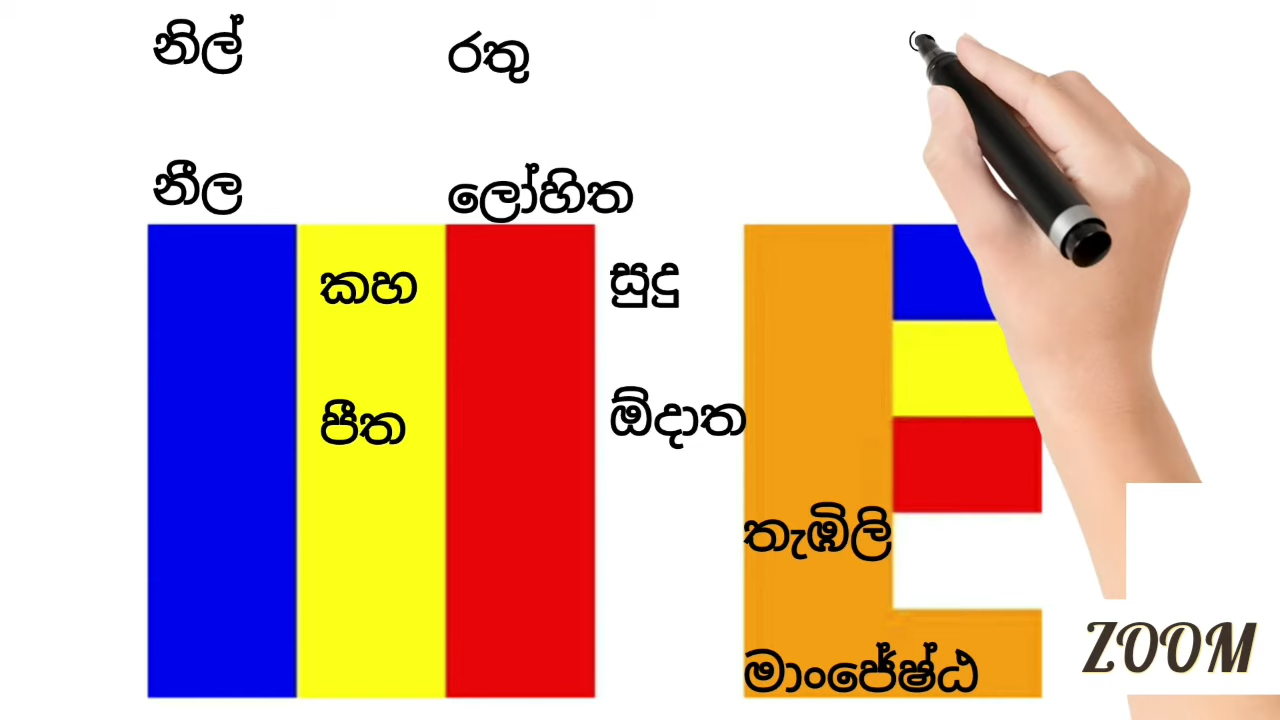 නිල්
රතු
නීල
ලෝහිත
කහ
සුදු
පීත
ඕදාත
තැඹිලි
මාංජේෂ්ඨ
ZOOM